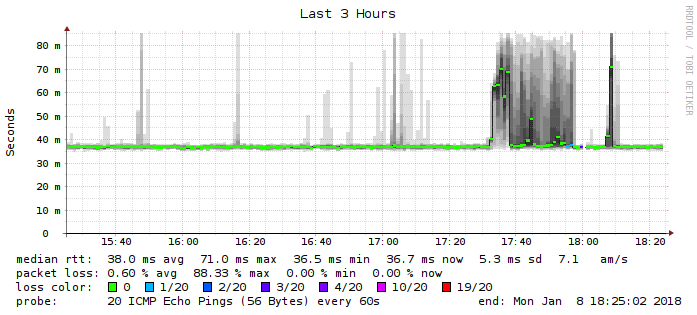 Last 3 Hours
RRDTOOL / TOBI OETIKER
Seconds
80 m
70 m
60 m
50 m
40 m
30 m
20 m
10 m
0
15:40 16:00 16:20 16:40 17:00 17:20 17:40 18:00 18:20
median rtt: 38.0 ms avg 71.0 ms max 36.5 ms min 36.7 ms now 5.3 ms sd 7.1 am/s
packet loss: 0.60 % avg 88.33 % max 0.00 % min 0.00 % now
loss color: 0 1/20 2/20 3/20 4/20 10/20 19/20
probe: 20 ICMP Echo Pings (56 Bytes) every 60s end: Mon Jan 8 18:25:02 2018